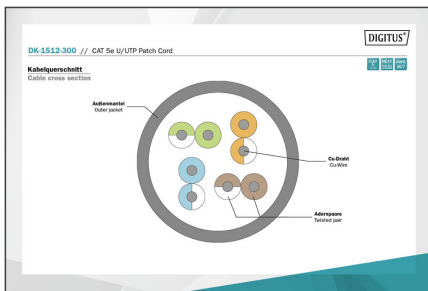 DIGITUS®
DK-1512-300 // CAT 5e U/UTP Patch Cord
Kabelquerschnitt
Cable cross section
Außenmantel
Outer jacket
Cu-Draht
Cu-Wire
Adernpaare
Twisted pair